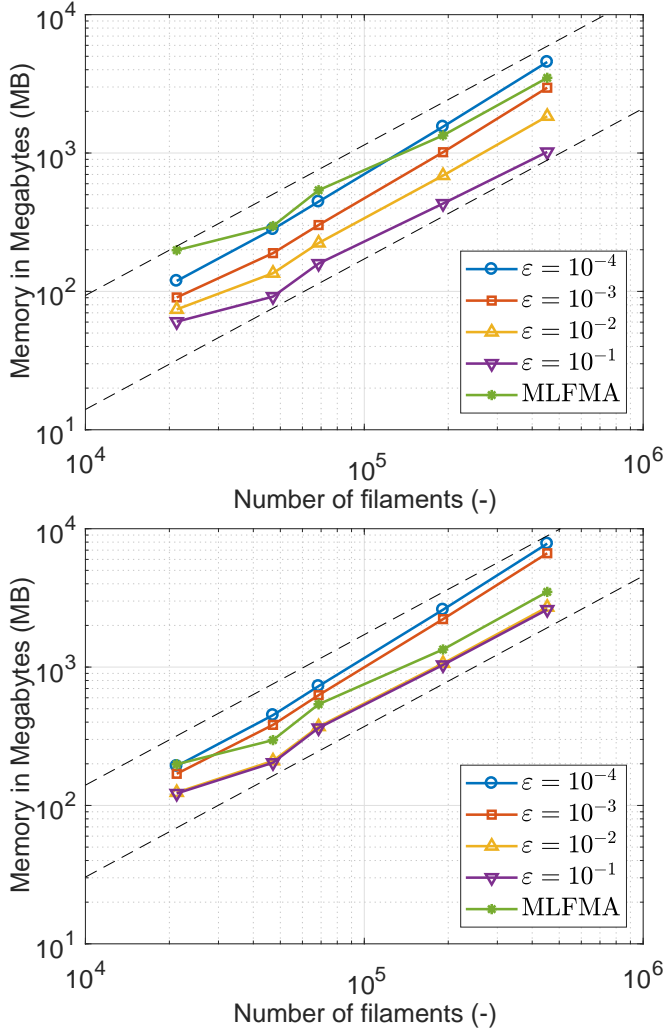 10^4
10^3
10^2
10^1
Memory in Megabytes (MB)
ε = 10^-4
ε = 10^-3
ε = 10^-2
ε = 10^-1
MLFMA
10^4
10^5
10^6
Number of filaments (-)
10^4
10^3
10^2
10^1
Memory in Megabytes (MB)
ε = 10^-4
ε = 10^-3
ε = 10^-2
ε = 10^-1
MLFMA
10^4
10^5
10^6
Number of filaments (-)